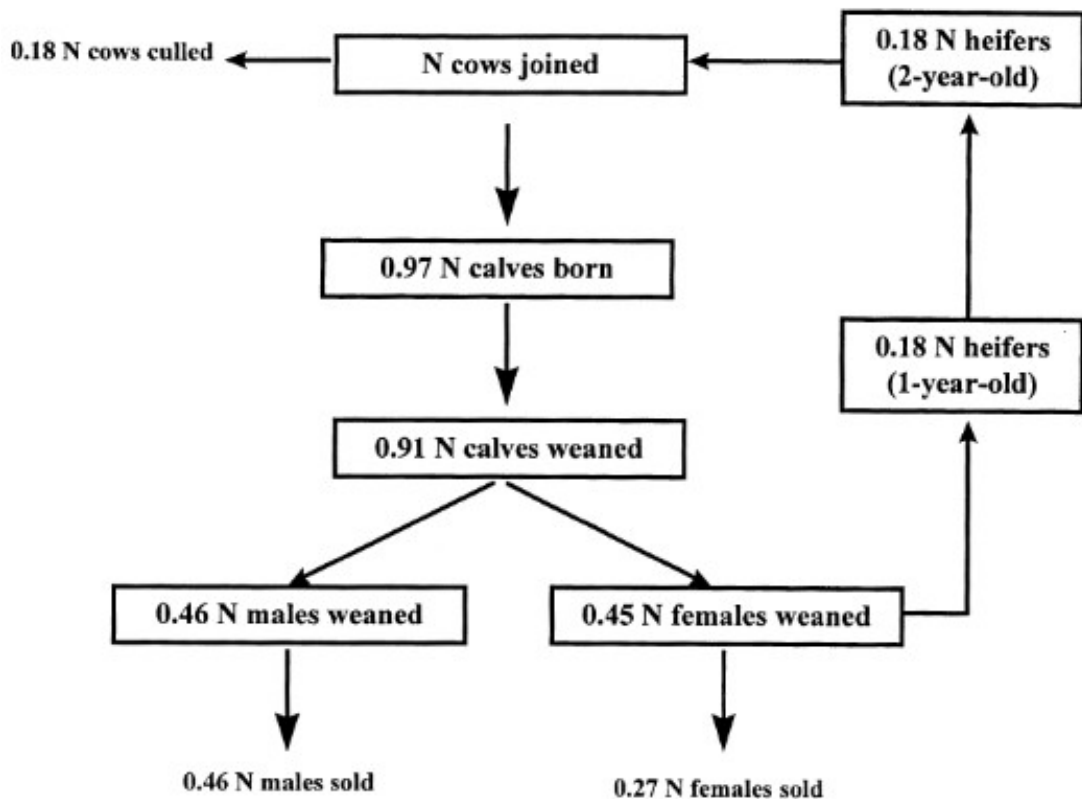 0.18 N cows culled
N cows joined
0.18 N heifers
(2-year-old)
0.97 N calves born
0.18 N heifers
(1-year-old)
0.91 N calves weaned
0.46 N males weaned
0.45 N females weaned
0.46 N males sold
0.27 N females sold